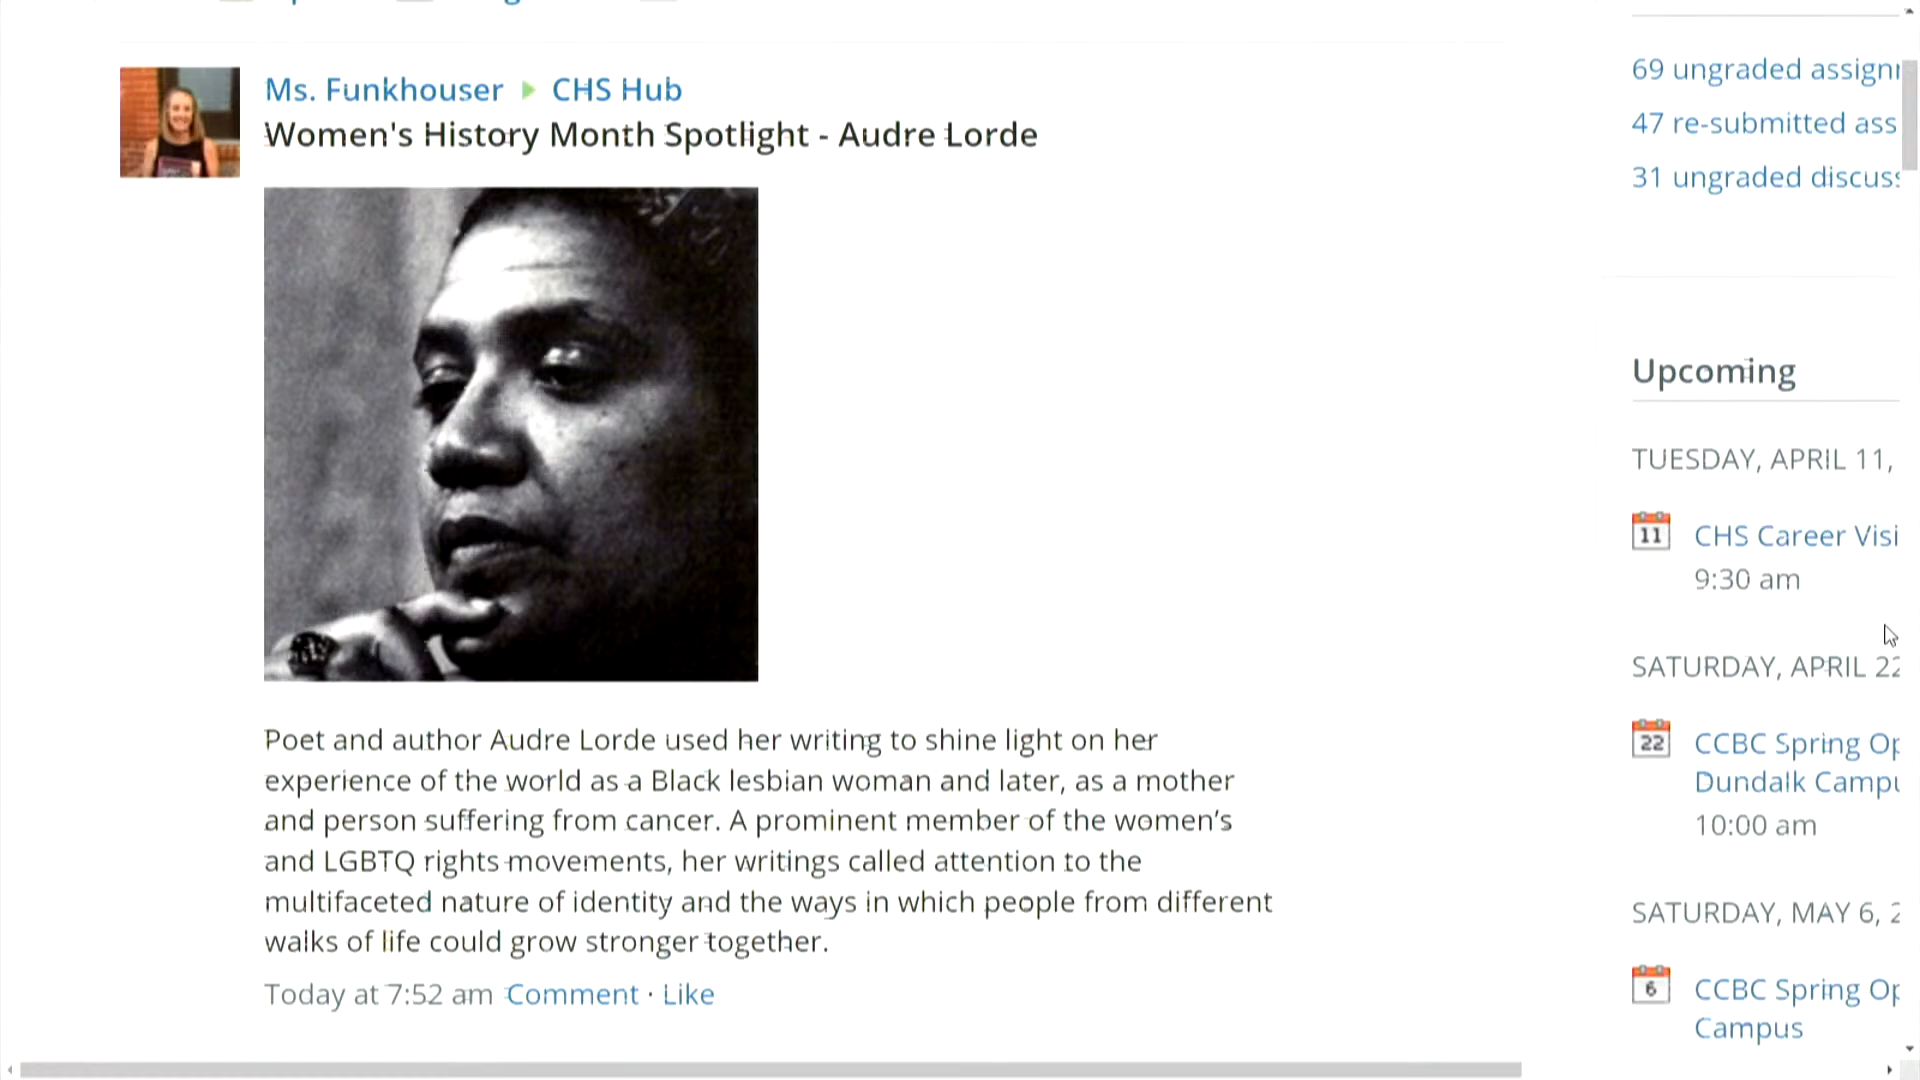 Ms. Funkhouser CHS Hub
Women's History Month Spotlight - Audre Lorde
Poet and author Audre Lorde used her writing to shine light on her
experience of the world as a Black lesbian woman and later, as a mother
and person suffering from cancer. A prominent member of the women's
and LGBTQ rights movements, her writings called attention to the
multifaceted nature of identity and the ways in which people from different
walks of life could grow stronger together.
Today at 7:52 am Comment · Like
69 ungraded
47 re-submitted
31 ungraded
Upcoming
TUESDAY, APRIL 11,
11
CHS Career
9:30 am
SATURDAY, APRIL 22
22
CCBC Spring
Dundalk
10:00 am
SATURDAY, MAY 6,
6
CCBC Spring
Campus